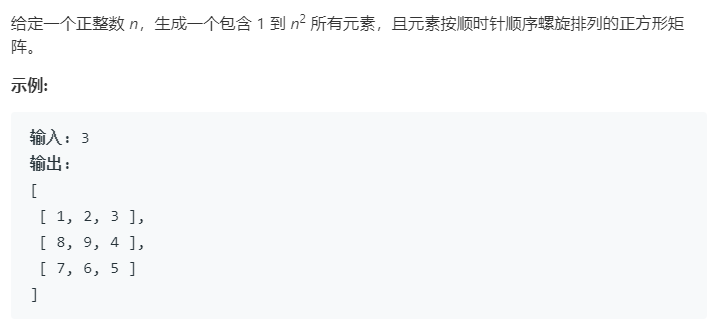 给定一个正整数 n，生成一个包含 1 到 n² 所有元素，且元素按顺时针顺序螺旋排列的正方形矩
阵。
示例:
输入: 3
输出:
[
 [ 1, 2, 3 ],
 [ 8, 9, 4 ],
 [ 7, 6, 5 ]
]